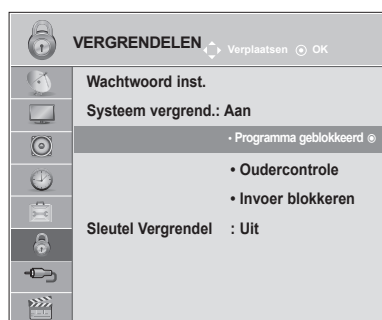 VERGRENDELEN Verplaatsen OK
Wachtwoord inst.
Systeem vergrend.: Aan
• Programma geblokkeerd
• Oudercontrole
• Invoer blokkeren
Sleutel Vergrendel : Uit